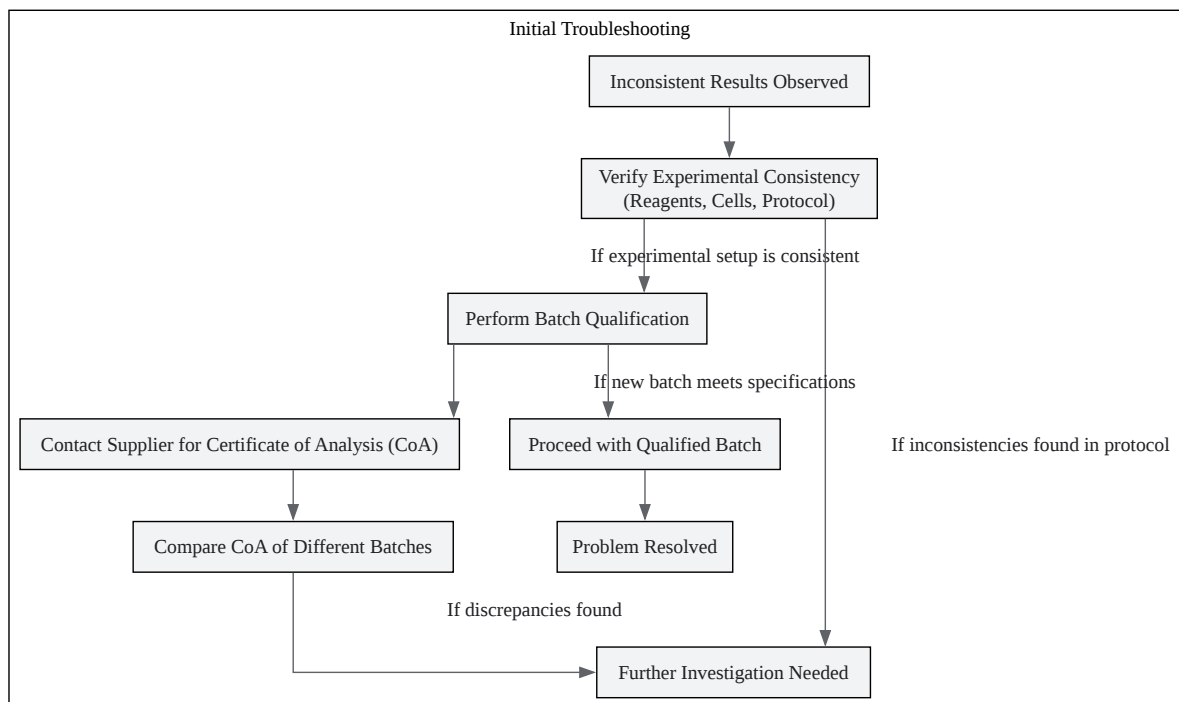 Initial Troubleshooting
Inconsistent Results Observed
Verify Experimental Consistency
(Reagents, Cells, Protocol)
If experimental setup is consistent
Perform Batch Qualification
If new batch meets specifications
Contact Supplier for Certificate of Analysis (CoA)
Proceed with Qualified Batch
If inconsistencies found in protocol
Compare CoA of Different Batches
Problem Resolved
If discrepancies found
Further Investigation Needed